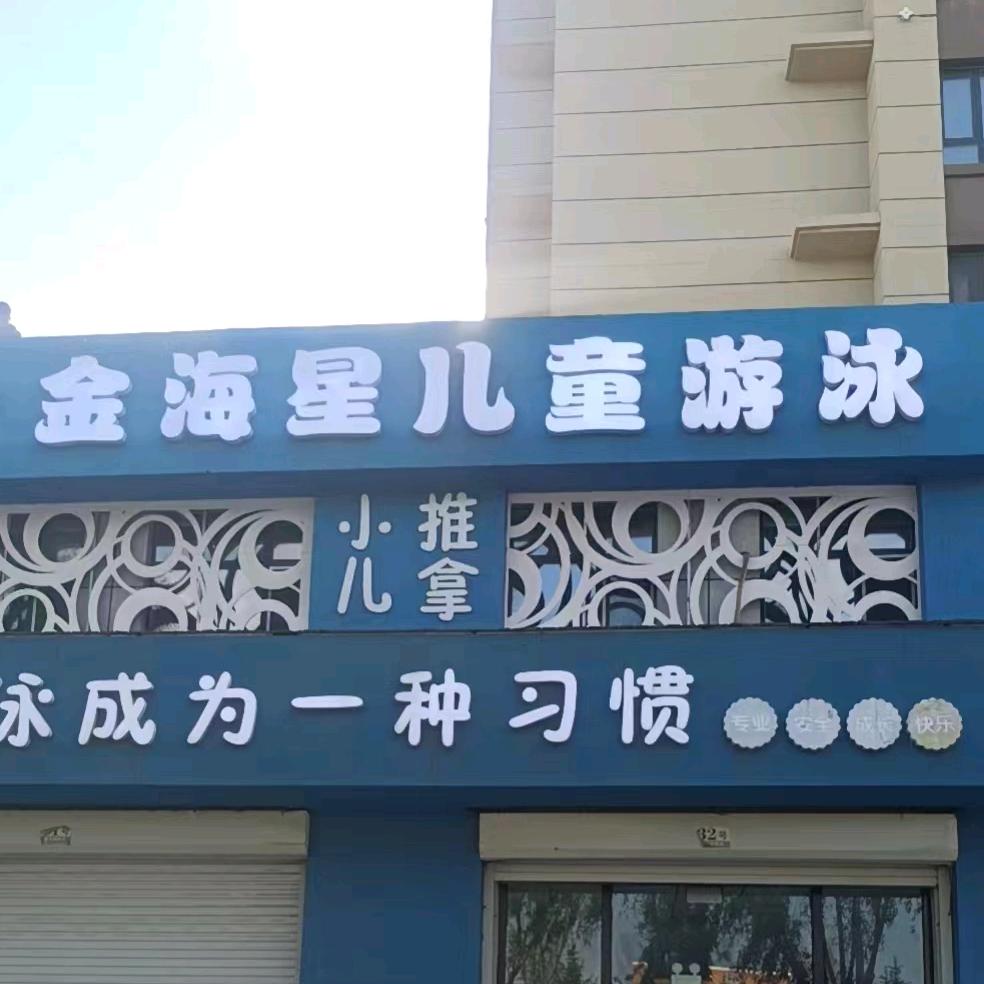 金海星儿童游泳
小儿推拿
泳成为一种习惯
专业 安全 成长 快乐
32号